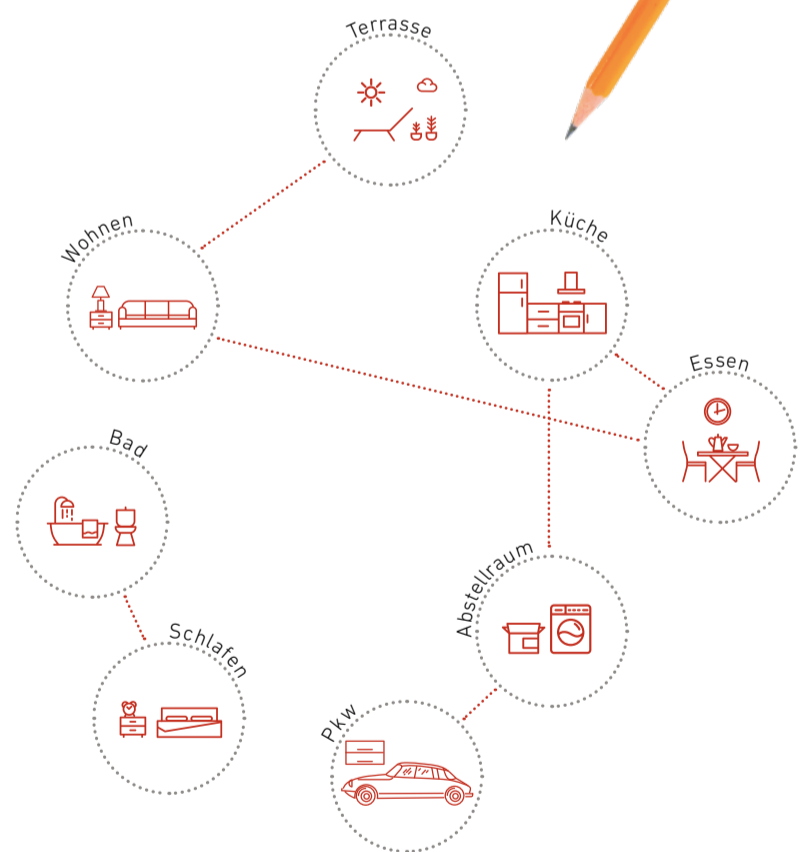 Terrasse
Wohnen
Küche
Essen
Bad
Abstellraum
Schlafen
Pkw